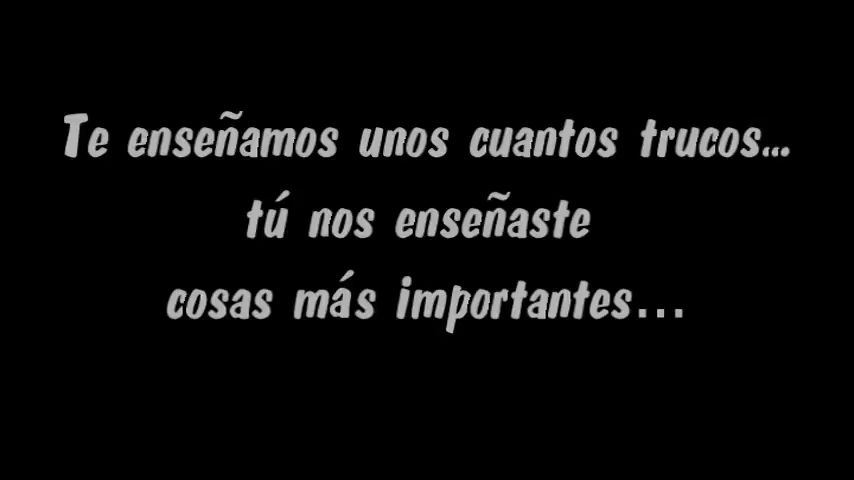 Te enseñamos unos cuantos trucos...
tú nos enseñaste
cosas más importantes...